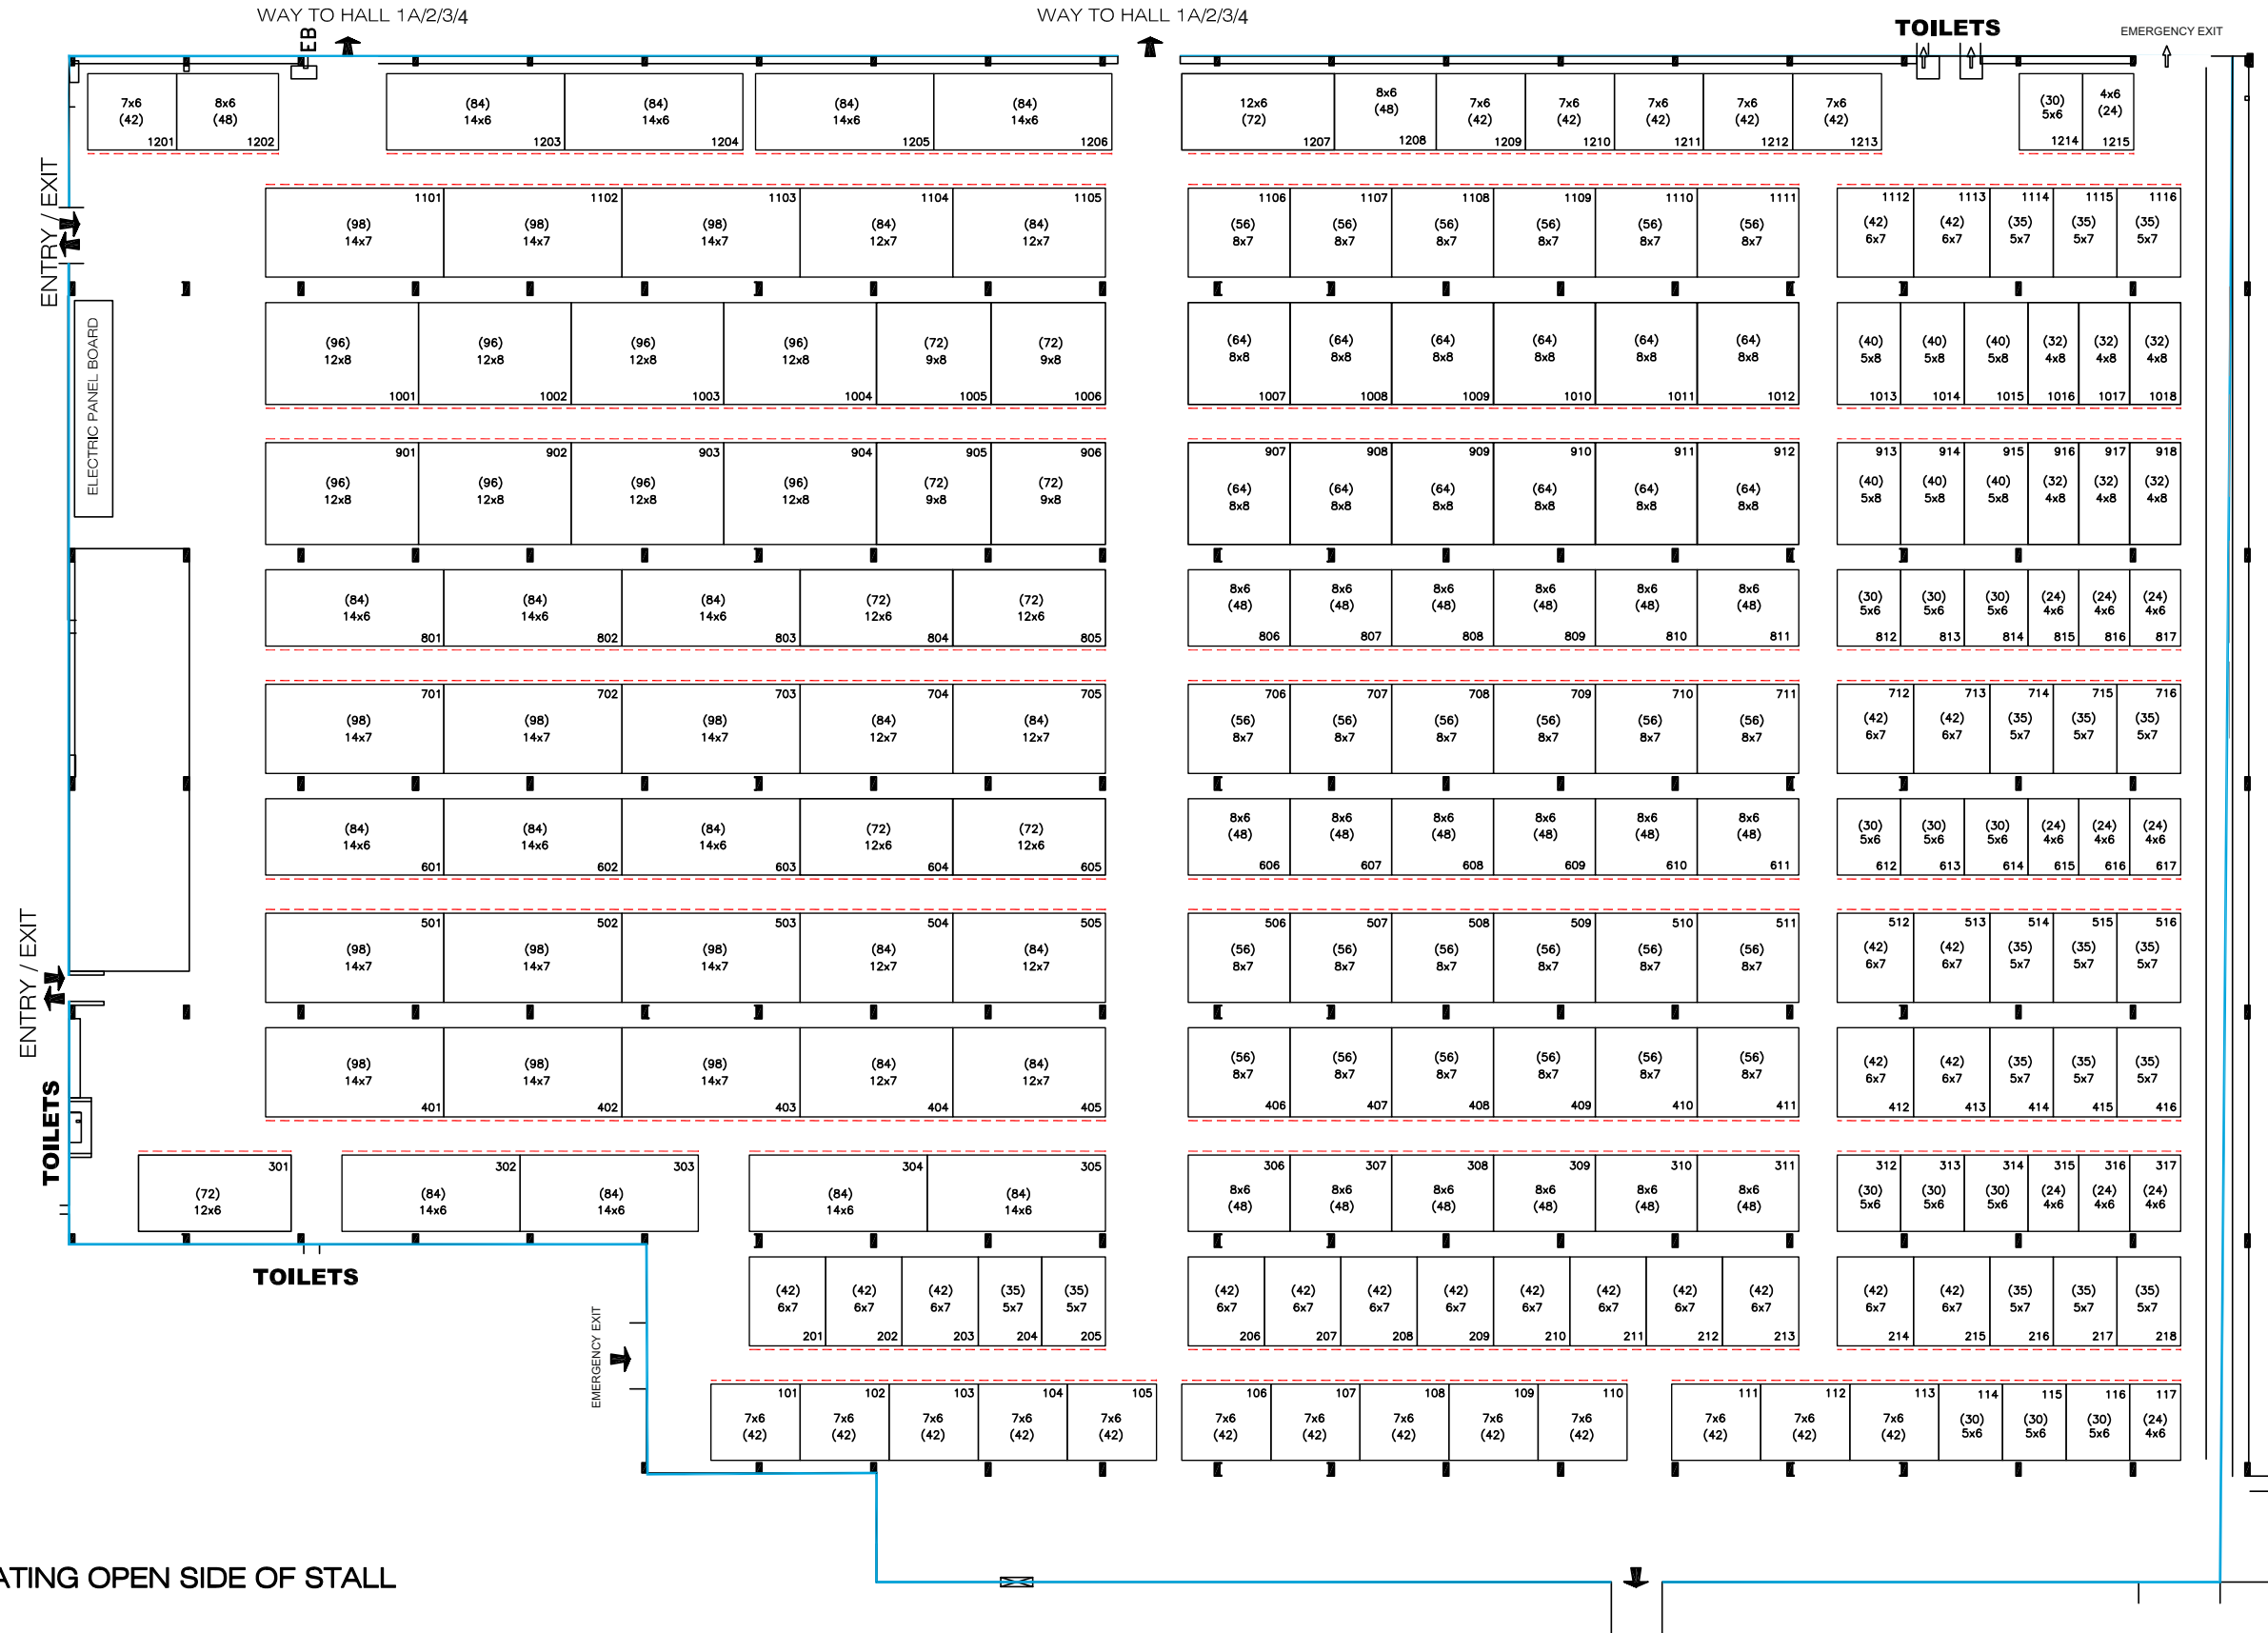 WAY TO HALL 1A/2/3/4
WAY TO HALL 1A/2/3/4
TOILETS
EMERGENCY EXIT
EB
7x6 8x6 (84) (84) (84) (84) 12x6 8x6 7x6 7x6 7x6 7x6 7x6 (30) 4x6
(42) (48) 14x6 14x6 14x6 14x6 (72) (48) (42) (42) (42) (42) (42) 5x6 (24)
1201 1202 1203 1204 1205 1206 1207 1208 1209 1210 1211 1212 1213 1214 1215
ENTRY / EXIT
1101 1102 1103 1104 1105 1106 1107 1108 1109 1110 1111 1112 1113 1114 1115 1116
(98) (98) (98) (84) (84) (56) (56) (56) (56) (56) (56) (42) (42) (35) (35) (35)
14x7 14x7 14x7 12x7 12x7 8x7 8x7 8x7 8x7 8x7 8x7 6x7 6x7 5x7 5x7 5x7
ELECTRIC PANEL BOARD
(96) (96) (96) (96) (72) (72) (64) (64) (64) (64) (64) (64) (40) (40) (40) (32) (32) (32)
12x8 12x8 12x8 12x8 9x8 9x8 8x8 8x8 8x8 8x8 8x8 8x8 5x8 5x8 5x8 4x8 4x8 4x8
1001 1002 1003 1004 1005 1006 1007 1008 1009 1010 1011 1012 1013 1014 1015 1016 1017 1018
901 902 903 904 905 906 907 908 909 910 911 912 913 914 915 916 917 918
(96) (96) (96) (96) (72) (72) (64) (64) (64) (64) (64) (64) (40) (40) (40) (32) (32) (32)
12x8 12x8 12x8 12x8 9x8 9x8 8x8 8x8 8x8 8x8 8x8 8x8 5x8 5x8 5x8 4x8 4x8 4x8
(84) (84) (84) (72) (72) 8x6 8x6 8x6 8x6 8x6 8x6 (30) (30) (30) (24) (24) (24)
14x6 14x6 14x6 12x6 12x6 (48) (48) (48) (48) (48) (48) 5x6 5x6 5x6 4x6 4x6 4x6
801 802 803 804 805 806 807 808 809 810 811 812 813 814 815 816 817
701 702 703 704 705 706 707 708 709 710 711 712 713 714 715 716
(98) (98) (98) (84) (84) (56) (56) (56) (56) (56) (56) (42) (42) (35) (35) (35)
14x7 14x7 14x7 12x7 12x7 8x7 8x7 8x7 8x7 8x7 8x7 6x7 6x7 5x7 5x7 5x7
(84) (84) (84) (72) (72) 8x6 8x6 8x6 8x6 8x6 8x6 (30) (30) (30) (24) (24) (24)
14x6 14x6 14x6 12x6 12x6 (48) (48) (48) (48) (48) (48) 5x6 5x6 5x6 4x6 4x6 4x6
601 602 603 604 605 606 607 608 609 610 611 612 613 614 615 616 617
ENTRY / EXIT
501 502 503 504 505 506 507 508 509 510 511 512 513 514 515 516
(98) (98) (98) (84) (84) (56) (56) (56) (56) (56) (56) (42) (42) (35) (35) (35)
14x7 14x7 14x7 12x7 12x7 8x7 8x7 8x7 8x7 8x7 8x7 6x7 6x7 5x7 5x7 5x7
(98) (98) (98) (84) (84) (56) (56) (56) (56) (56) (56) (42) (42) (35) (35) (35)
14x7 14x7 14x7 12x7 12x7 8x7 8x7 8x7 8x7 8x7 8x7 6x7 6x7 5x7 5x7 5x7
401 402 403 404 405 406 407 408 409 410 411 412 413 414 415 416
TOILETS
301 302 303 304 305 306 307 308 309 310 311 312 313 314 315 316 317
(72) (84) (84) (84) (84) 8x6 8x6 8x6 8x6 8x6 8x6 (30) (30) (30) (24) (24) (24)
12x6 14x6 14x6 14x6 14x6 (48) (48) (48) (48) (48) (48) 5x6 5x6 5x6 4x6 4x6 4x6
TOILETS
(42) (42) (42) (35) (35) (42) (42) (42) (42) (42) (42) (42) (42) (42) (42) (35) (35) (35)
6x7 6x7 6x7 5x7 5x7 6x7 6x7 6x7 6x7 6x7 6x7 6x7 6x7 6x7 6x7 5x7 5x7 5x7
201 202 203 204 205 206 207 208 209 210 211 212 213 214 215 216 217 218
EMERGENCY EXIT
101 102 103 104 105 106 107 108 109 110 111 112 113 114 115 116 117
7x6 7x6 7x6 7x6 7x6 7x6 7x6 7x6 7x6 7x6 7x6 7x6 7x6 (30) (30) (30) (24)
(42) (42) (42) (42) (42) (42) (42) (42) (42) (42) (42) (42) (42) 5x6 5x6 5x6 4x6
ATING OPEN SIDE OF STALL